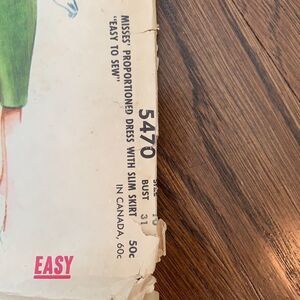 MISSES' PROPORTIONED DRESS WITH SLIM SKIRT
"EASY TO SEW"
50c
IN CANADA, 60c
5470
BUST 31
EASY